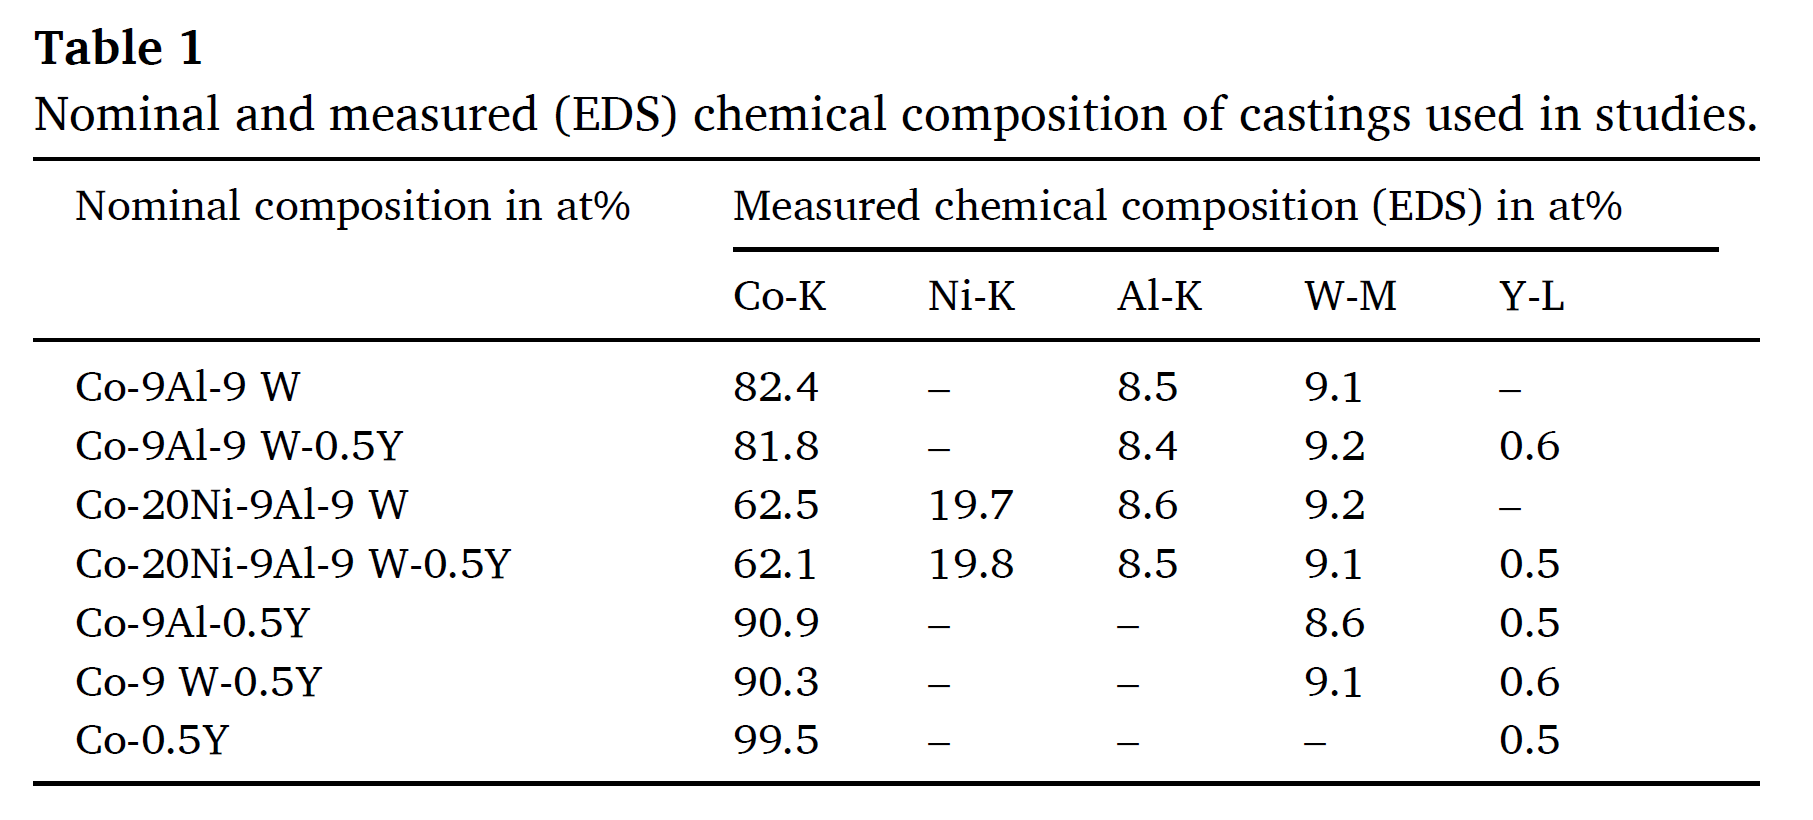 Table 1
Nominal and measured (EDS) chemical composition of castings used in studies.
Nominal composition in at% Measured chemical composition (EDS) in at%
Co-K Ni-K Al-K W-M Y-L
Co-9Al-9 W 82.4 – 8.5 9.1 –
Co-9Al-9 W-0.5Y 81.8 – 8.4 9.2 0.6
Co-20Ni-9Al-9 W 62.5 19.7 8.6 9.2 –
Co-20Ni-9Al-9 W-0.5Y 62.1 19.8 8.5 9.1 0.5
Co-9Al-0.5Y 90.9 – – 8.6 0.5
Co-9 W-0.5Y 90.3 – – 9.1 0.6
Co-0.5Y 99.5 – – – 0.5